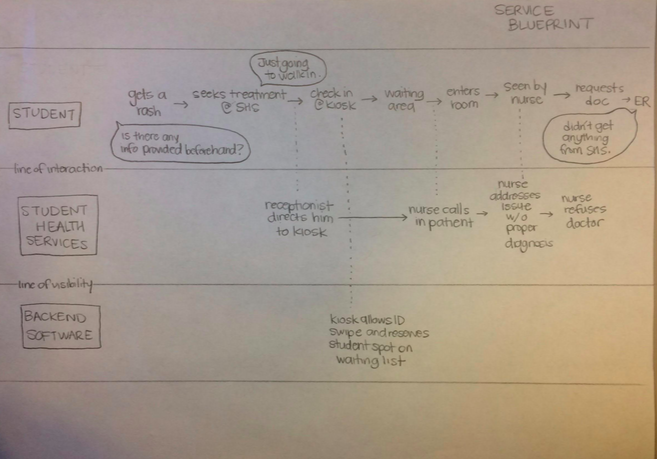 SERVICE
BLUEPRINT
Just going
to walk in.
STUDENT
gets a
rash
→ seeks treatment
@ SHS
→ check in
@ kiosk
→ waiting
area
→ enters
room
→ seen by
nurse
→ requests
doc → ER
Is there any
info provided beforehand?
didn't get
anything
from SHS.
line of interaction
STUDENT
HEALTH
SERVICES
receptionist
directs him
to kiosk
→ nurse calls
in patient
→ nurse
addresses
issue
w/o
proper
diagnosis
→ nurse
refuses
doctor
line of visibility
BACKEND
SOFTWARE
kiosk allows ID
swipe and reserves
student spot on
waiting list